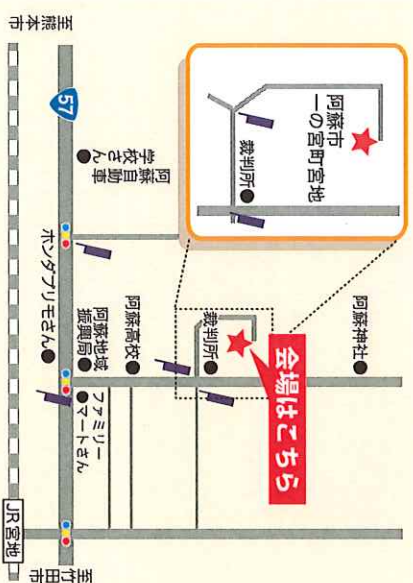 至熊本市
57
阿蘇自動車
学校さん
ホンダプリモさん
阿蘇市
一の宮町宮地
裁判所
会場はこちら
阿蘇神社
裁判所
阿蘇高校
阿蘇地域
振興局
ファミリー
マートさん
JR宮地
至竹田市